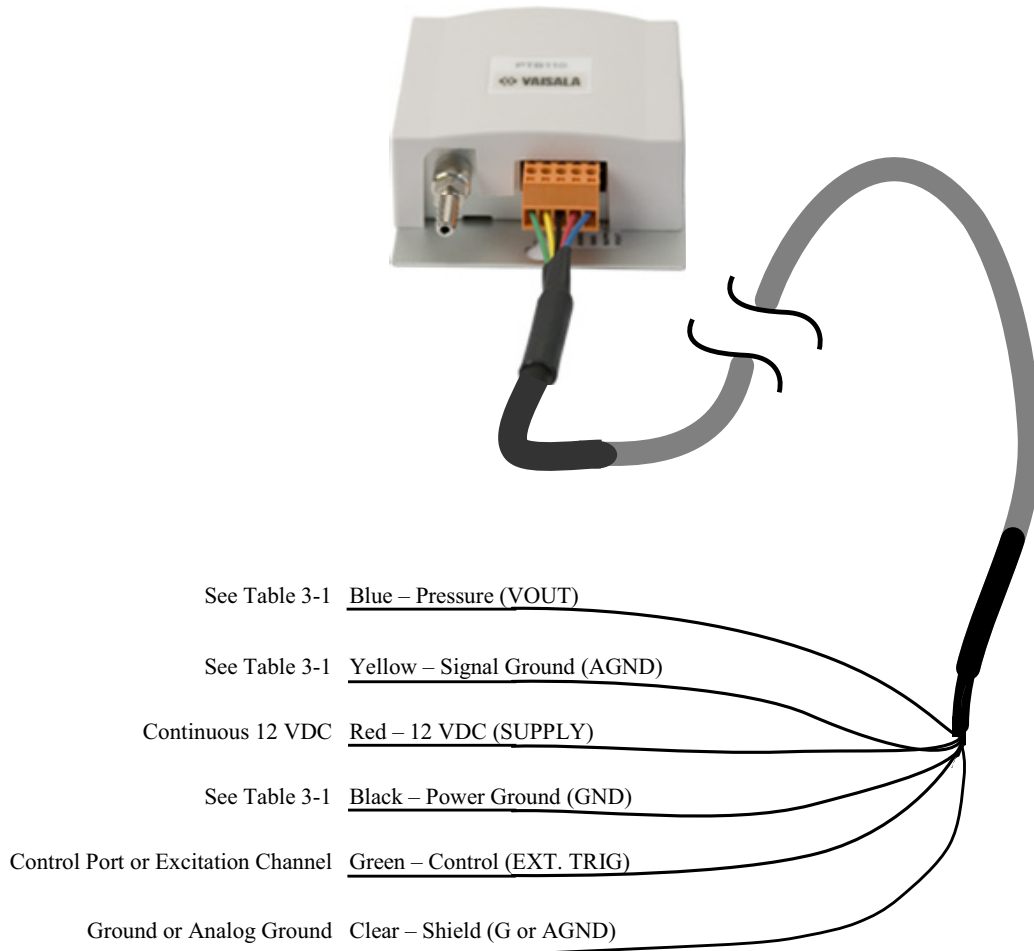 PTB110
VAISALA
See Table 3-1 Blue – Pressure (VOUT)
See Table 3-1 Yellow – Signal Ground (AGND)
Continuous 12 VDC Red – 12 VDC (SUPPLY)
See Table 3-1 Black – Power Ground (GND)
Control Port or Excitation Channel Green – Control (EXT. TRIG)
Ground or Analog Ground Clear – Shield (G or AGND)